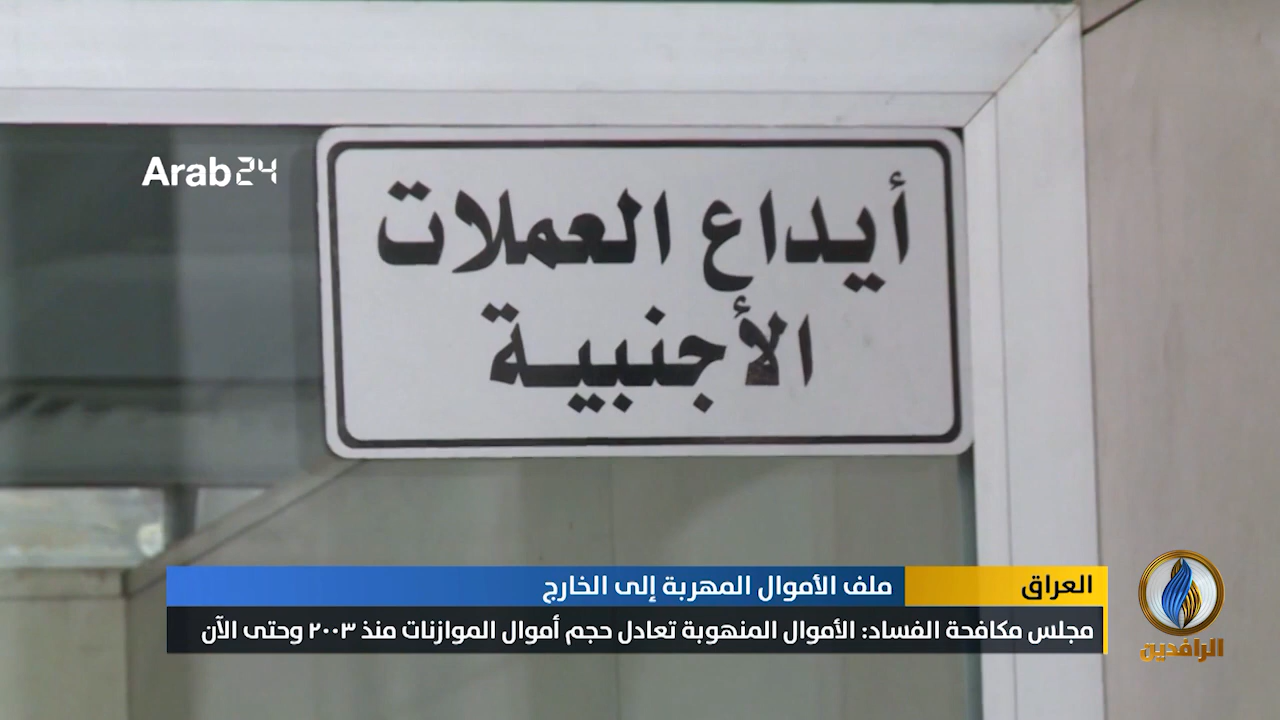 Arab24
أيداع العملات
الأجنبية
العراق
ملف الأموال المهربة إلى الخارج
مجلس مكافحة الفساد: الأموال المنهوبة تعادل حجم أموال الموازنات منذ ٢٠٠٣ وحتى الآن
الرافدين